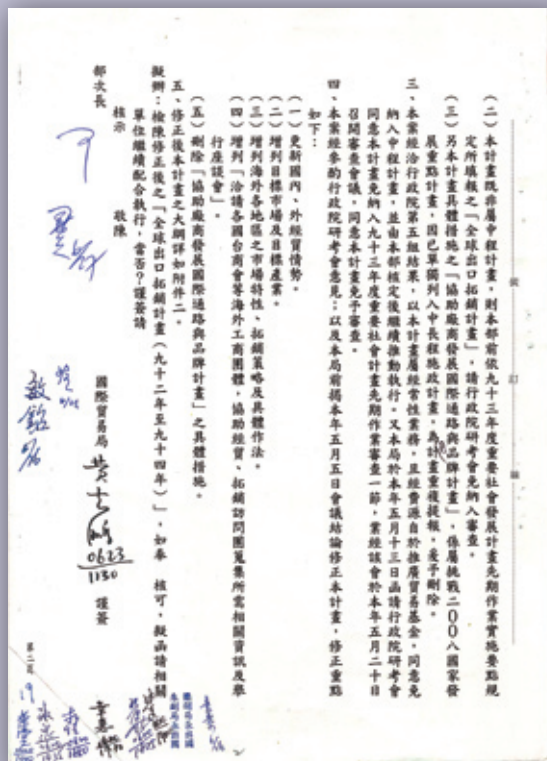 (二)本計畫既非屬中程計畫,則本部前依九十三年度重要社會發展計畫先期作業實施要點規
定所填報之「全球出口拓銷計畫」,請行政院研考會免納入審查。
(三)另本計畫具體措施之「協助廠商發展國際通路與品牌計畫」,係屬挑戰二00八國家發
展重點計畫,因已單獨列入中長程施政計畫,為計畫重複提報,爰予刪除。
三、本案經洽行政院第五組結果,以本計畫屬經常性業務,且經費源自於推廣貿易基金,同意免
納入中程計畫,並由本部核定後繼續推動執行。又本局於本年五月十三日函請行政院研考會
同意本計畫免納入九十三年度重要社會計畫先期作業審查一節,業經該會於本年五月二十日
召開審查會議,同意本計畫免予審查。
四、本案經參酌行政院研考會意見,以及本局前揭本年五月五日會議結論修正本計畫,修正重點
如下:
(一)更新國內、外經貿情勢。
(二)增列目標市場及目標產業。
(三)增列海外各地區之市場特性、拓銷策略及具體作法。
(四)增列「洽請各國台商會等海外工商團體,協助經貿、拓銷訪問團蒐集所需相關資訊及舉
行座談會」。
(五)刪除「協助廠商發展國際通路與品牌計畫」之具體措施。
五、修正後本計畫之大綱詳如附件二。
擬辦:檢陳修正後之「全球出口拓銷計畫(九十二年至九十四年)」,如奉 核可,擬函請相關
單位繼續配合執行,當否?謹簽請
核示
敬陳
部次長
國際貿易局 黃志鵬 0623 1130 謹簽
第二頁
裝 訂 線